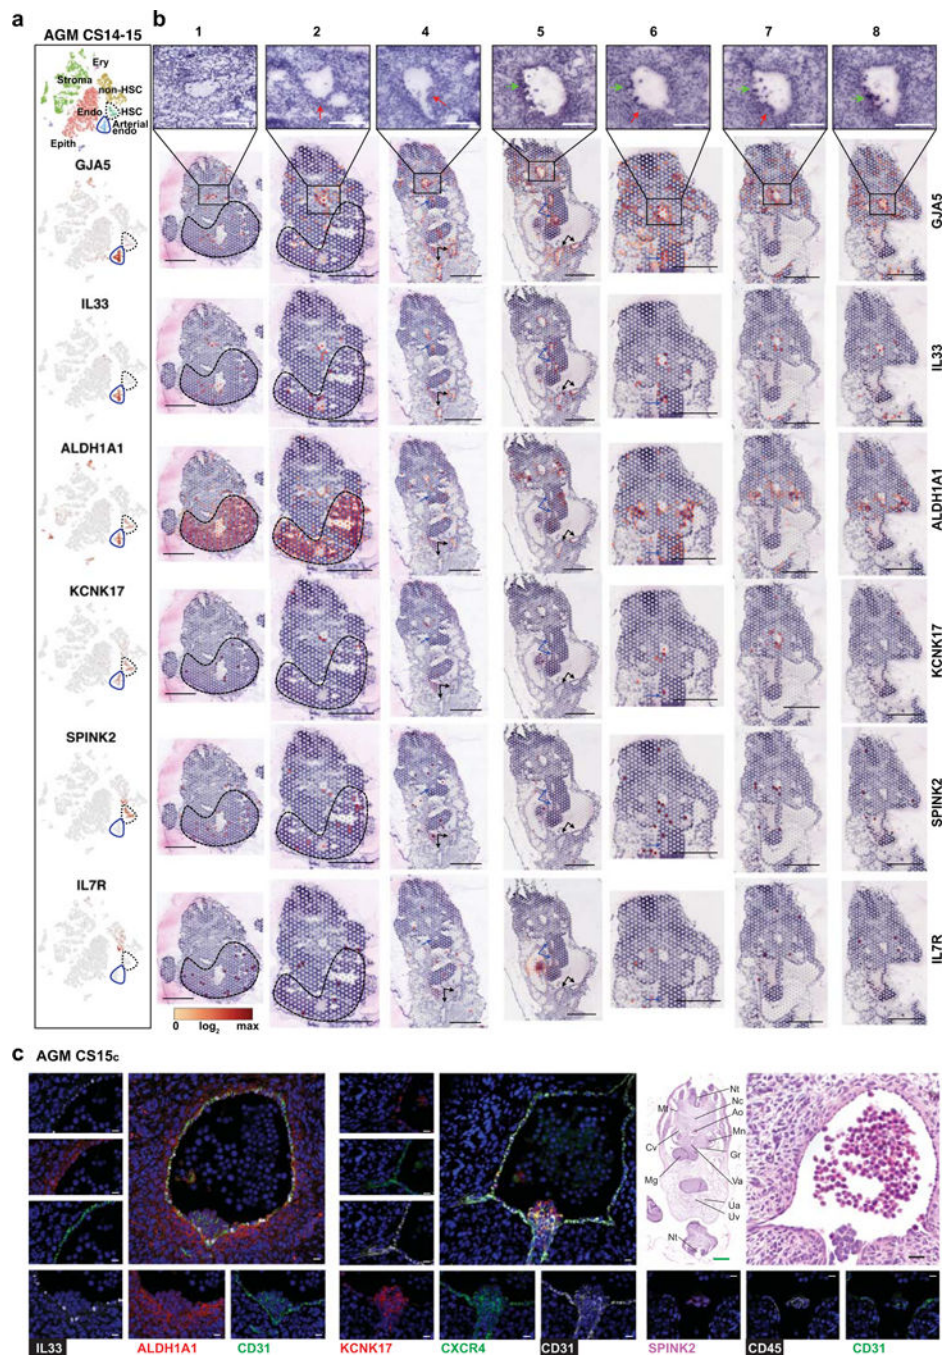 a
b
AGM CS14-15
1
2
4
5
6
7
8
Ery
Stroma
non-HSC
HSC
Endo
Arterial
endo
Epith
GJA5
GJA5
IL33
IL33
ALDH1A1
ALDH1A1
KCNK17
KCNK17
SPINK2
SPINK2
IL7R
IL7R
0 log2 max
c AGM CS15c
Nt
Nc
Mt
Ao
Mn
Cv
Gr
Mg
Va
Ua
Uv
Nt
IL33
ALDH1A1
CD31
KCNK17
CXCR4
CD31
SPINK2
CD45
CD31